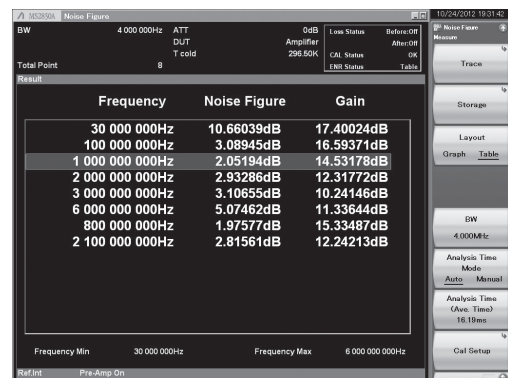 MS2830A Noise Figure
10/24/2012 19:31:42
BW 4 000 000Hz
ATT 0dB
DUT Amplifier
T cold 296.50K
Total Point 8
Loss Status Before:Off
After:Off
CAL Status OK
ENR Status Table
Result
Frequency Noise Figure Gain
30 000 000Hz 10.66039dB 17.40024dB
100 000 000Hz 3.08945dB 16.59371dB
1 000 000 000Hz 2.05194dB 14.53178dB
2 000 000 000Hz 2.93286dB 12.31772dB
3 000 000 000Hz 3.10655dB 10.24146dB
6 000 000 000Hz 5.07462dB 11.33644dB
800 000 000Hz 1.97577dB 15.33487dB
2 100 000 000Hz 2.81561dB 12.24213dB
Frequency Min 30 000 000Hz
Frequency Max 6 000 000 000Hz
Ref.Int Pre-Amp On
Noise Figure
Measure
Trace
Storage
Layout
Graph Table
BW
4.000MHz
Analysis Time
Mode
Auto Manual
Analysis Time
(Ave. Time)
16.19ms
Cal Setup